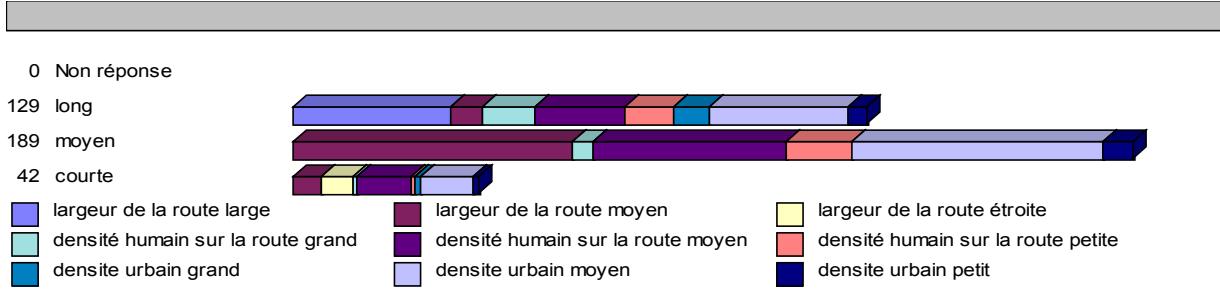 0 Non réponse
129 long
189 moyen
42 courte
largeur de la route large largeur de la route moyen largeur de la route étroite
densité humain sur la route grand densité humain sur la route moyen densité humain sur la route petite
densite urbain grand densite urbain moyen densite urbain petit